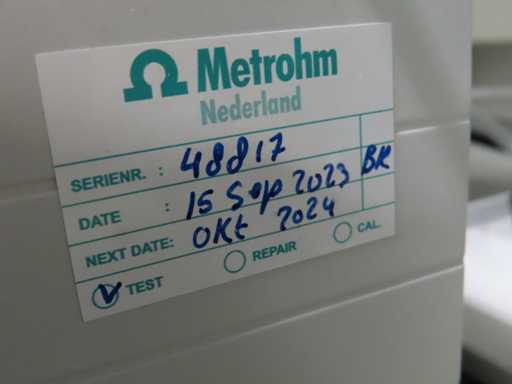 Metrohm
Nederland
SERIENR. : 48817
DATE : 15 Sep 2023 BK
NEXT DATE: Okt 2024
TEST REPAIR CAL.